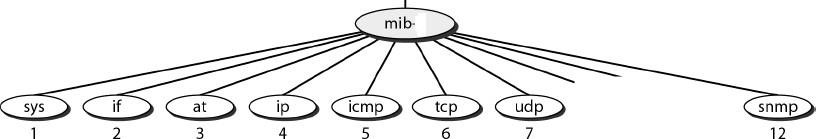 mib-
sys if at ip icmp tcp udp snmp
1 2 3 4 5 6 7 12